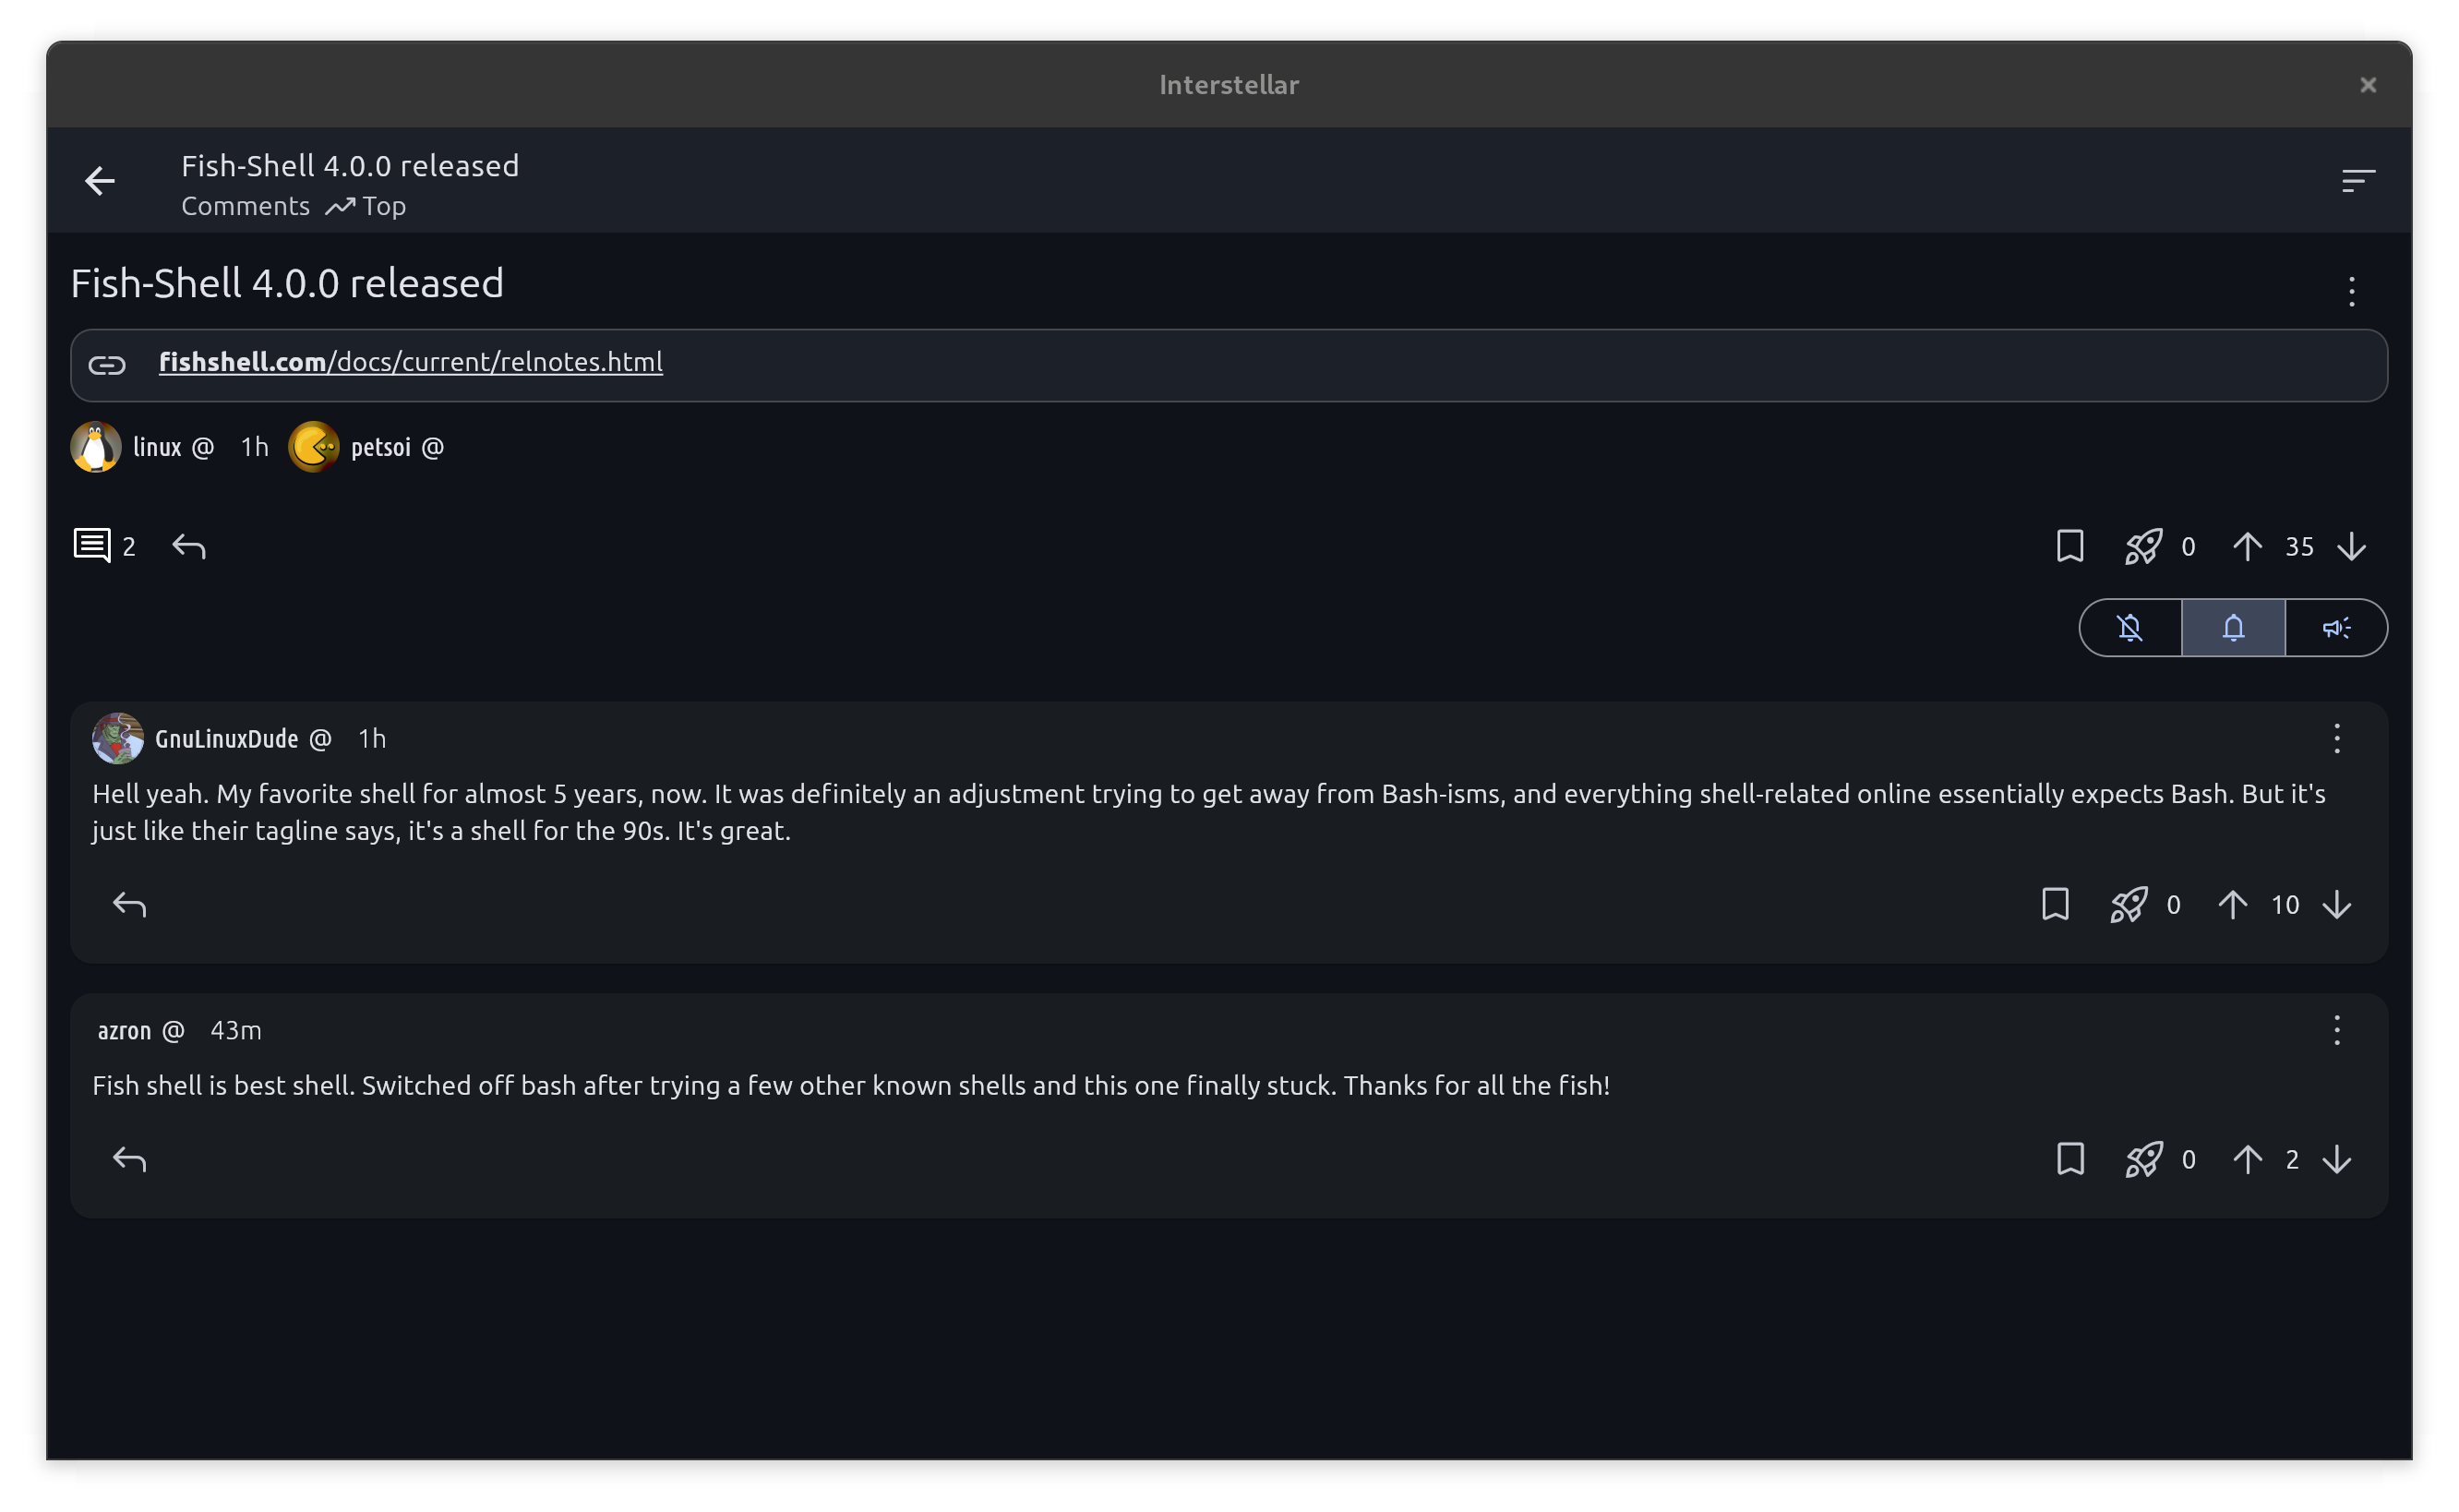 Interstellar
Fish-Shell 4.0.0 released
Comments Top
Fish-Shell 4.0.0 released
fishshell.com/docs/current/relnotes.html
linux @ 1h petsoi @
2 0 35
GnuLinuxDude @ 1h
Hell yeah. My favorite shell for almost 5 years, now. It was definitely an adjustment trying to get away from Bash-isms, and everything shell-related online essentially expects Bash. But it's
just like their tagline says, it's a shell for the 90s. It's great.
0 10
azron @ 43m
Fish shell is best shell. Switched off bash after trying a few other known shells and this one finally stuck. Thanks for all the fish!
0 2